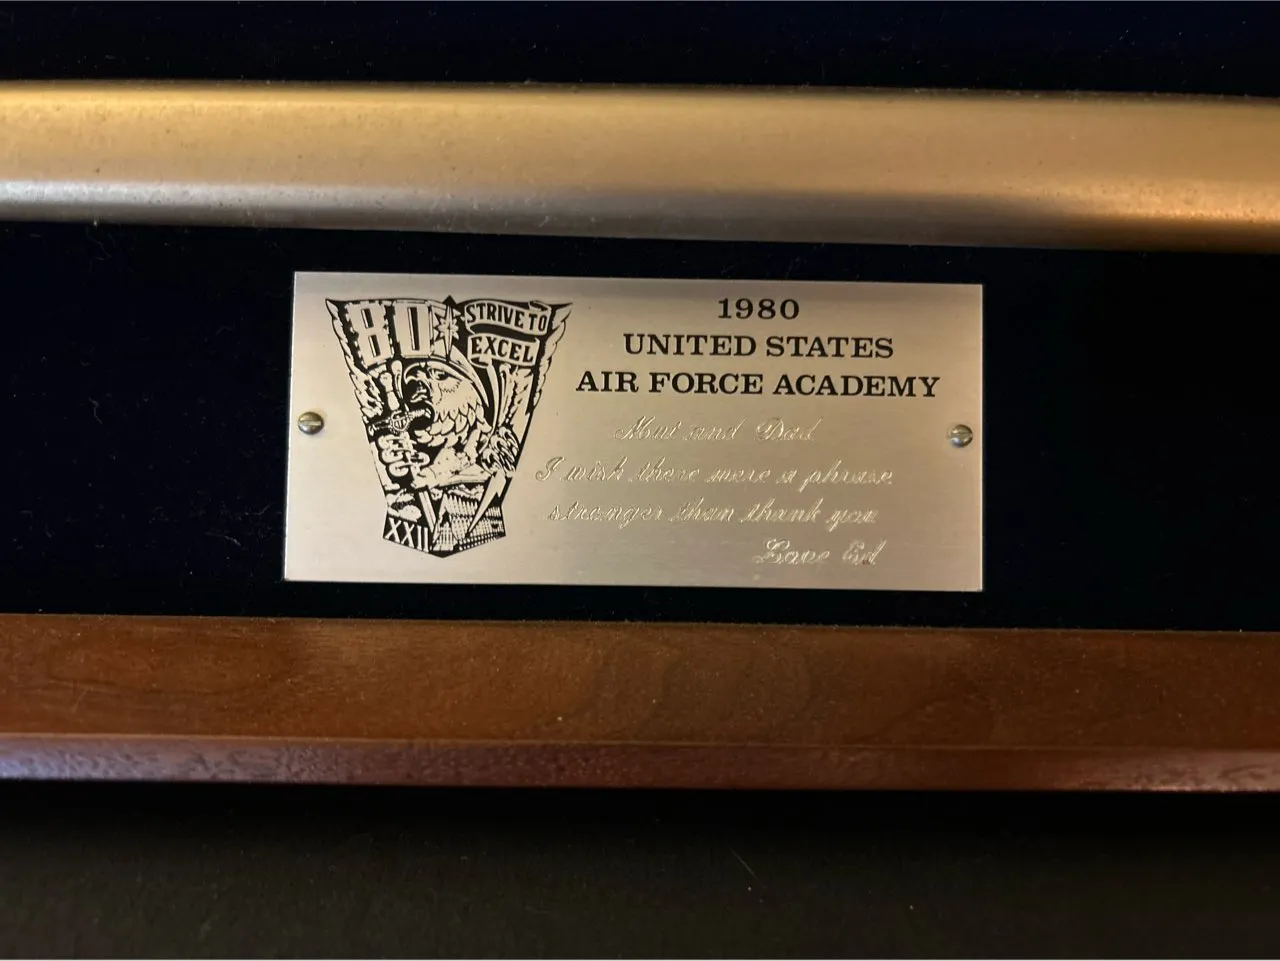 80
STRIVE TO
EXCEL
XXII
1980
UNITED STATES
AIR FORCE ACADEMY
and Dad
I wish there were a phrase
stronger than thank you
Love Ed